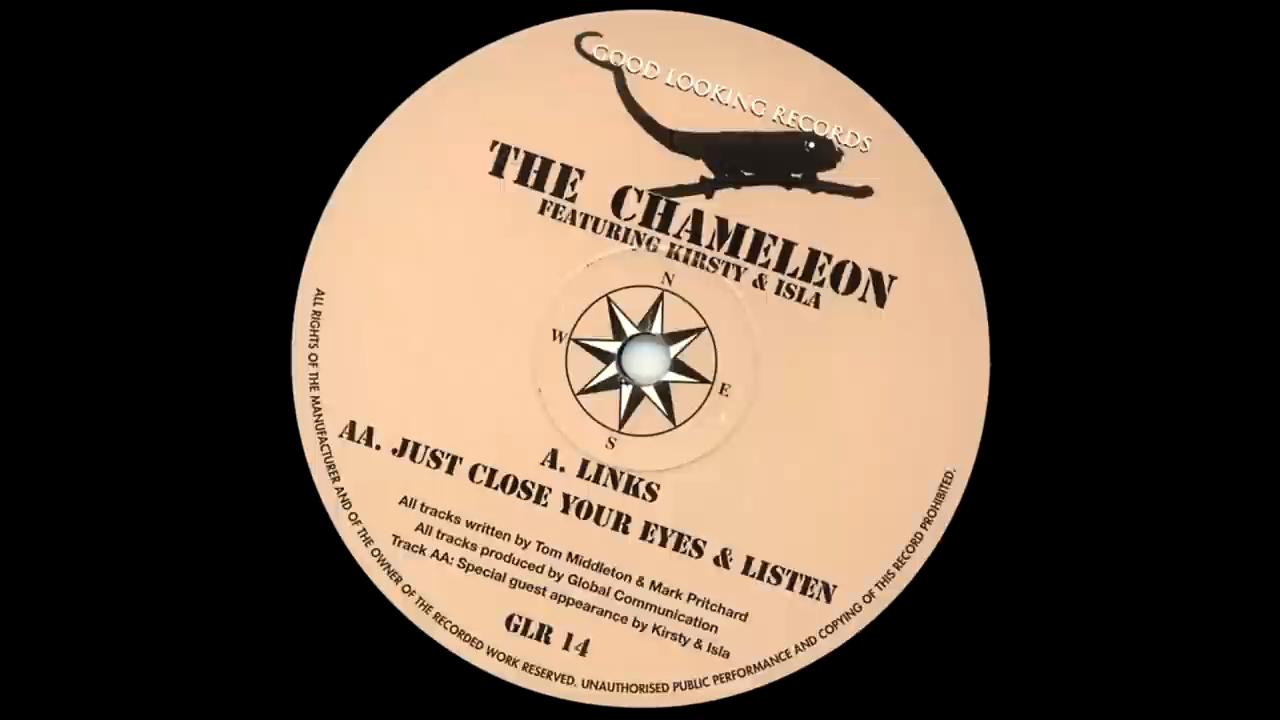 GOOD LOOKING RECORDS
THE CHAMELEON
FEATURING KIRSTY & ISLA
N
W
E
S
A. LINKS
AA. JUST CLOSE YOUR EYES & LISTEN
All tracks written by Tom Middleton & Mark Pritchard
All tracks produced by Global Communication
Track AA: Special guest appearance by Kirsty & Isla
GLR 14
ALL RIGHTS OF THE MANUFACTURER AND OF THE OWNER OF THE RECORDED WORK RESERVED. UNAUTHORISED PUBLIC PERFORMANCE AND COPYING OF THIS RECORD PROHIBITED.